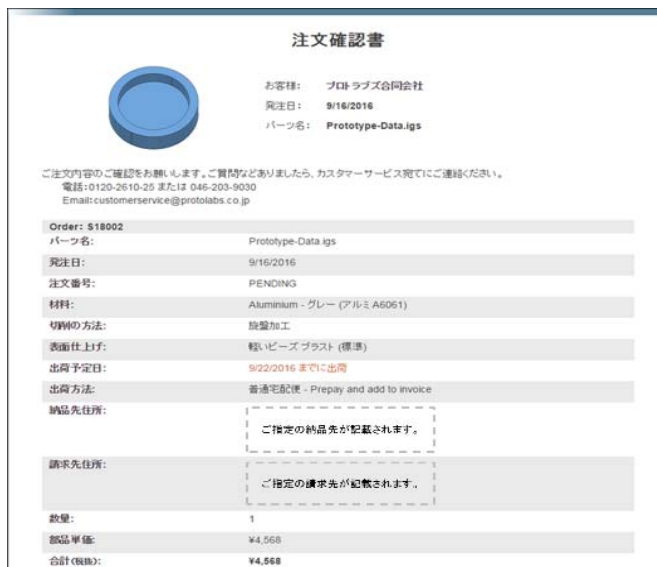 注文確認書
お客様: プロトラブズ合同会社
発注日: 9/16/2016
パーツ名: Prototype-Data.igs
ご注文内容のご確認をお願いします。ご質問などありましたら、カスタマーサービス宛てにご連絡ください。
電話:0120-2610-25 または 046-203-9030
Email:customerservice@protolabs.co.jp
Order: S18002
パーツ名: Prototype-Data.igs
発注日: 9/16/2016
注文番号: PENDING
材料: Aluminium - グレー (アルミ A6061)
切削の方法: 旋盤加工
表面仕上げ: 軽いビーズ ブラスト (標準)
出荷予定日: 9/22/2016 までに出荷
出荷方法: 普通宅配便 - Prepay and add to invoice
納品先住所: ご指定の納品先が記載されます。
請求先住所: ご指定の請求先が記載されます。
数量: 1
部品単価: ¥4,568
合計(税抜): ¥4,568